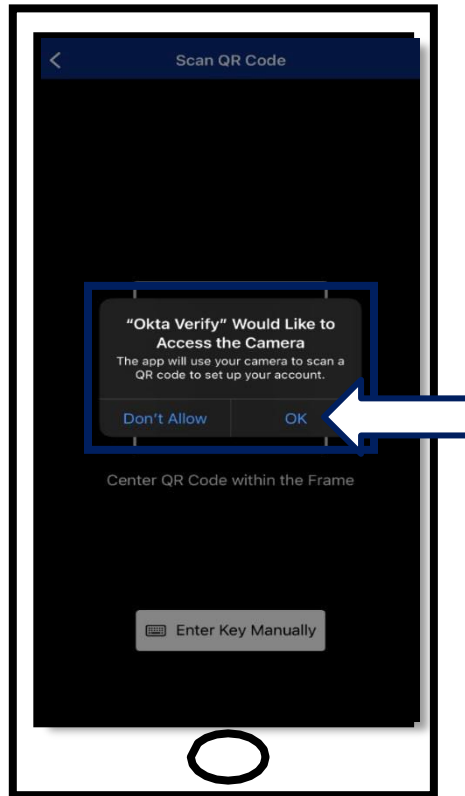 Scan QR Code
“Okta Verify” Would Like to
Access the Camera
The app will use your camera to scan a
QR code to set up your account.
Don't Allow
OK
Center QR Code within the Frame
Enter Key Manually